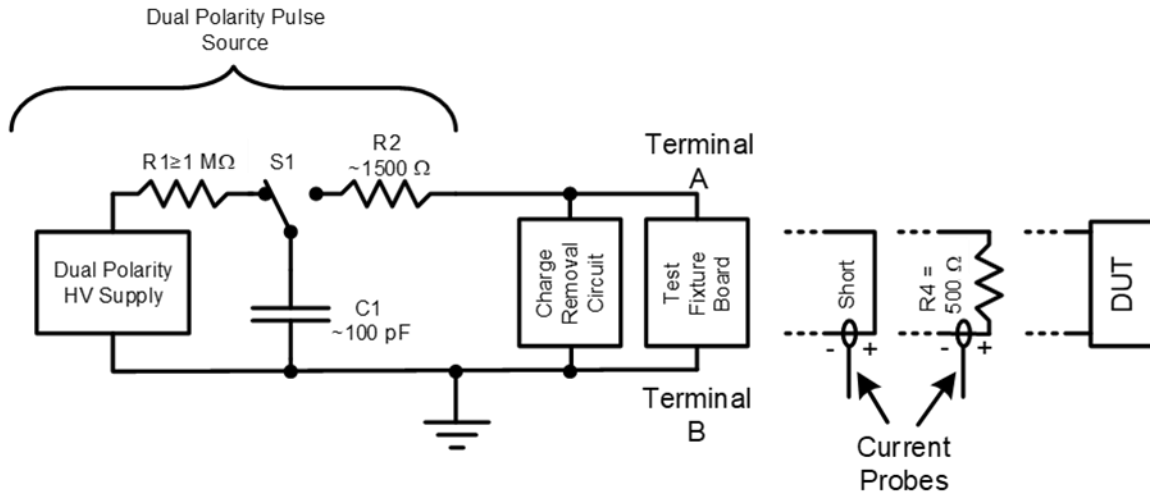 Dual Polarity Pulse
Source
R1≥1 MΩ
S1
R2
~1500 Ω
Terminal
A
Dual Polarity
HV Supply
C1
~100 pF
Charge
Removal
Circuit
Test
Fixture
Board
Short
- +
R4 =
500 Ω
- +
DUT
Terminal
B
Current
Probes